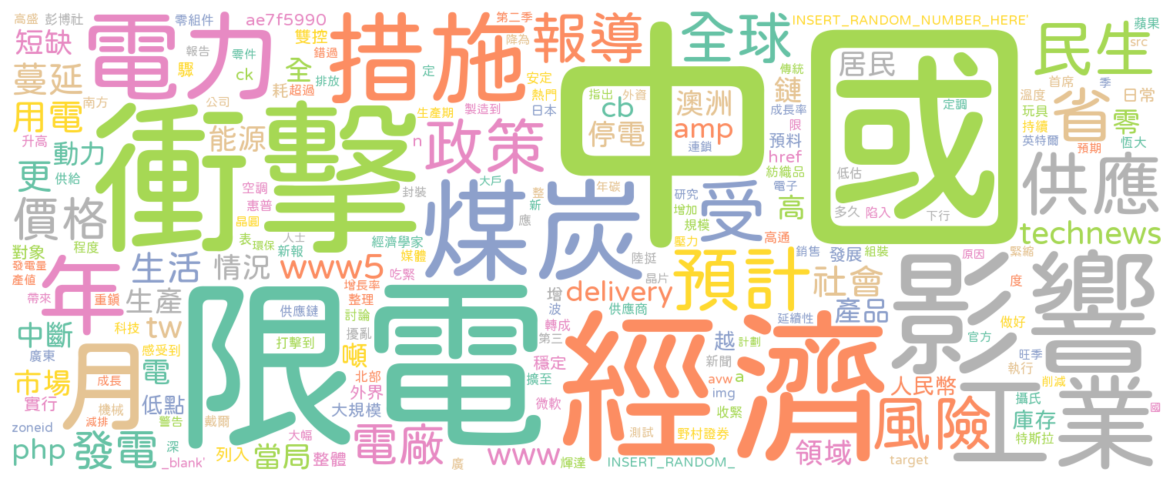 中國
限電
衝擊
經濟
影響
煤炭
措施
電力
工業
年
月
受
政策
報導
全球
民生
省
供應
預計
風險
價格
發電
電廠
短缺
蔓延
用電
更
動力
能源
全
雙控
驟
耗
ae7f5990
零組件
彭博社
高盛
報告
零件
ck
錯過
超過
排放
第二季
降為
定
安定
熱門
日本
生產期
製造到
南方
公司
升高
供給
n
INSERT_RANDOM_NUMBER_HERE'
傳統
指出
外資
cb
停電
連鎖
澳洲
amp
鏈
成長率
限
預料
href
紡織品
電子
高
居民
定調
低估
多久
陷入
下行
蘋果
src
首席
季
溫度
日常
玩具
持續
零
英特爾
預期
恆大
technews
對象
程度
空調
惠普
晶圓
表
環保
人士
新報
封裝
大戶
整
新
應
年碳
研究
增加
規模
壓力
高通
銷售
發展
組裝
原因
緊縮
度
發電量
產值
帶來
重鎮
生活
情況
www5
經濟學家
媒體
吃緊
增長率
整理
生產
中斷
科技
tw
廣東
感受到
供應鏈
打擊到
討論
擾亂
噸
增
波
陸挺
晶片
delivery
供應商
轉成
第三
穩定
擴至
社會
產品
延續性
越
計劃
新聞
官方
做好
旺季
執行
市場
成長
電
實行
機械
低點
減排
警告
戴爾
北部
外界
大規模
微軟
avw
a
img
收緊
人民幣
削減
攝氏
庫存
特斯拉
國
zoneid
php
深
_blank'
列入
當局
大幅
整體
廣
www
輝達
INSERT_RANDOM_
測試
野村證券
領域
target